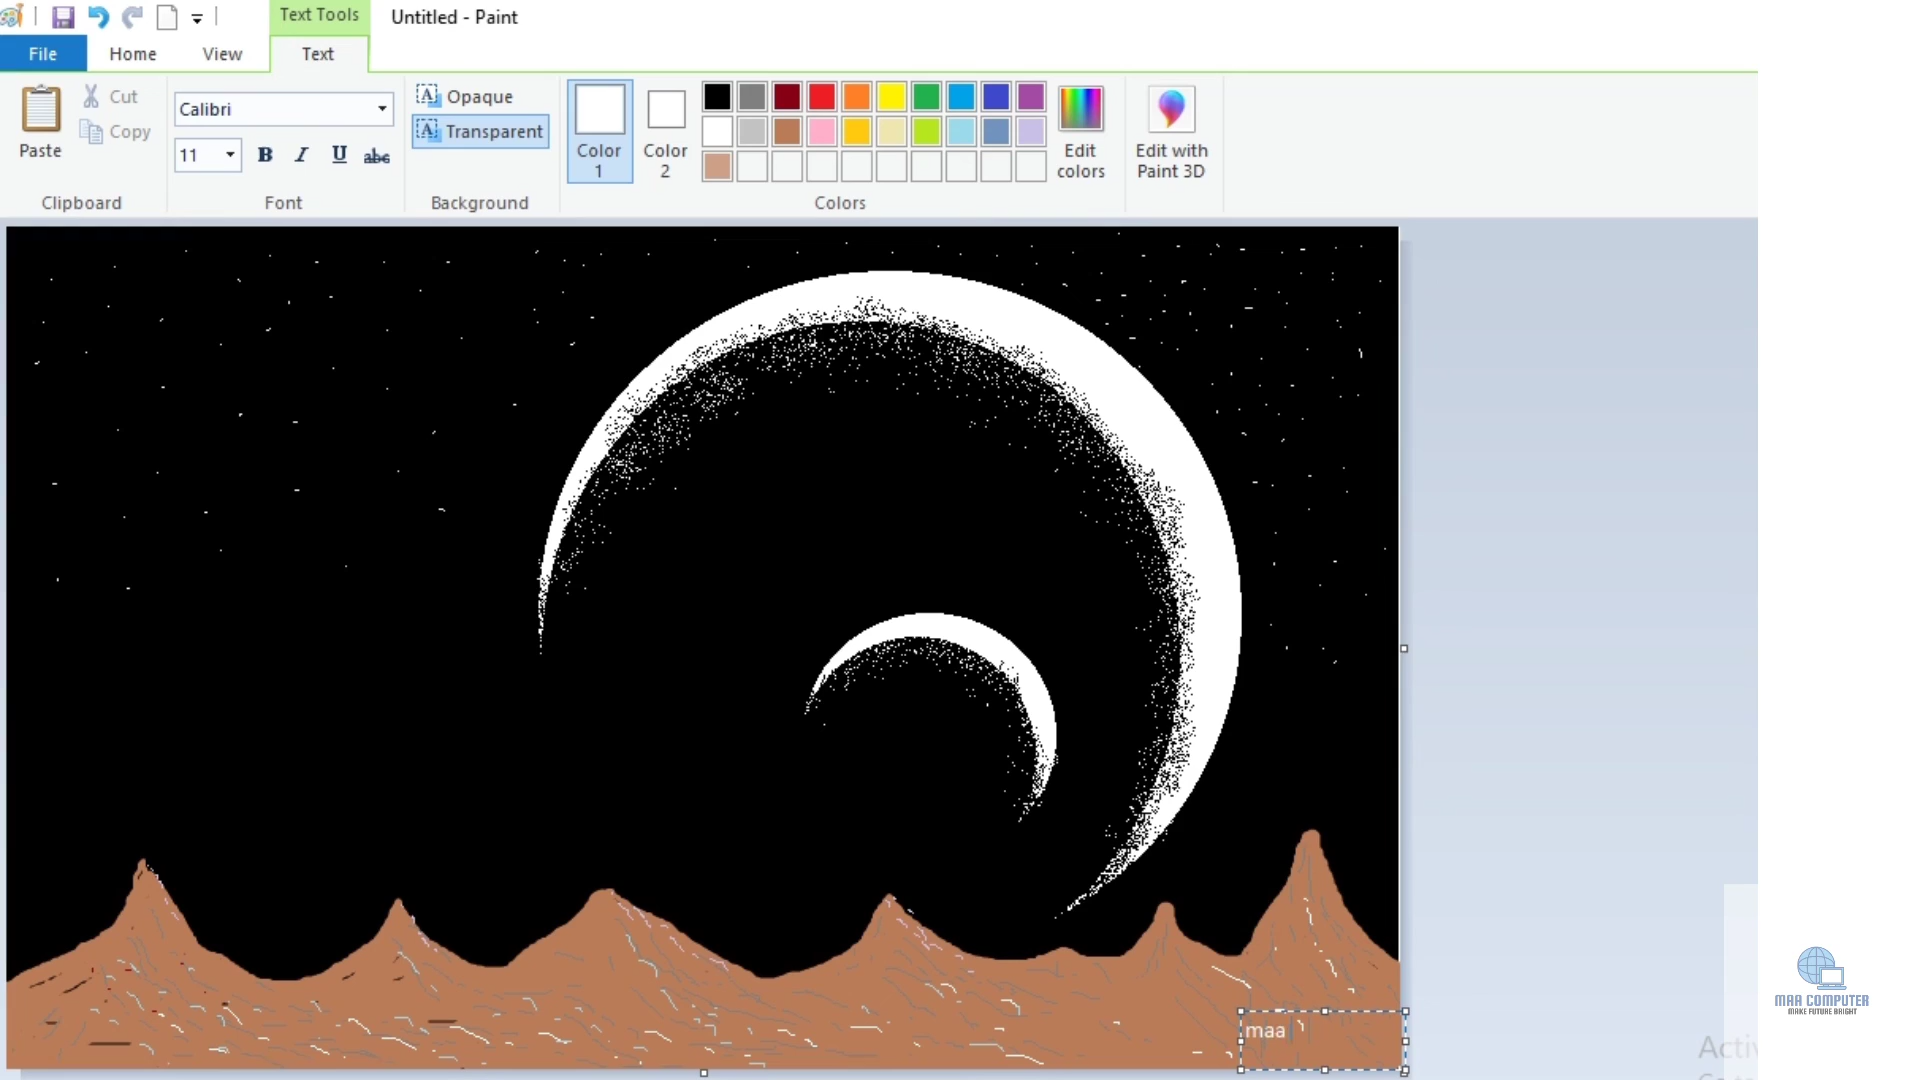 Text Tools
Untitled - Paint
File
Home
View
Text
Paste
Cut
Copy
Clipboard
Calibri
11
B I U abc
Font
A Opaque
A Transparent
Background
Color 1
Color 2
Edit colors
Colors
Edit with Paint 3D
maa
MAA COMPUTER
MAKE FUTURE BRIGHT